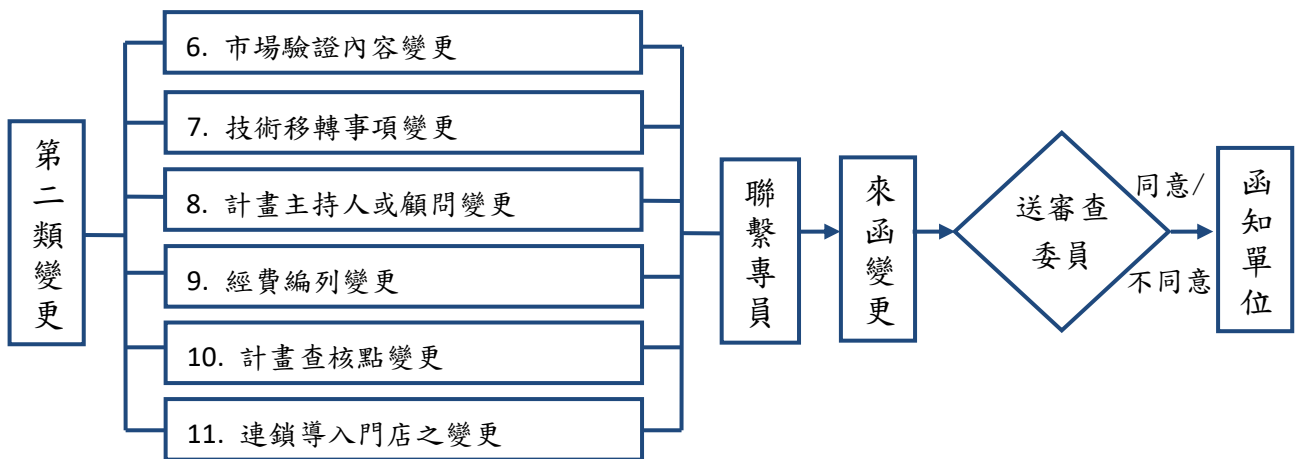 第二類變更
6. 市場驗證內容變更
7. 技術移轉事項變更
8. 計畫主持人或顧問變更
9. 經費編列變更
10. 計畫查核點變更
11. 連鎖導入門店之變更
聯繫專員
來函變更
送審查
委員
同意/
不同意
函知單位